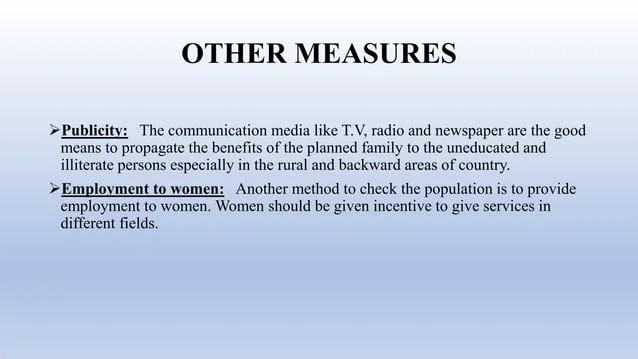 OTHER MEASURES
➢Publicity: The communication media like T.V, radio and newspaper are the good
means to propagate the benefits of the planned family to the uneducated and
illiterate persons especially in the rural and backward areas of country.
➢Employment to women: Another method to check the population is to provide
employment to women. Women should be given incentive to give services in
different fields.